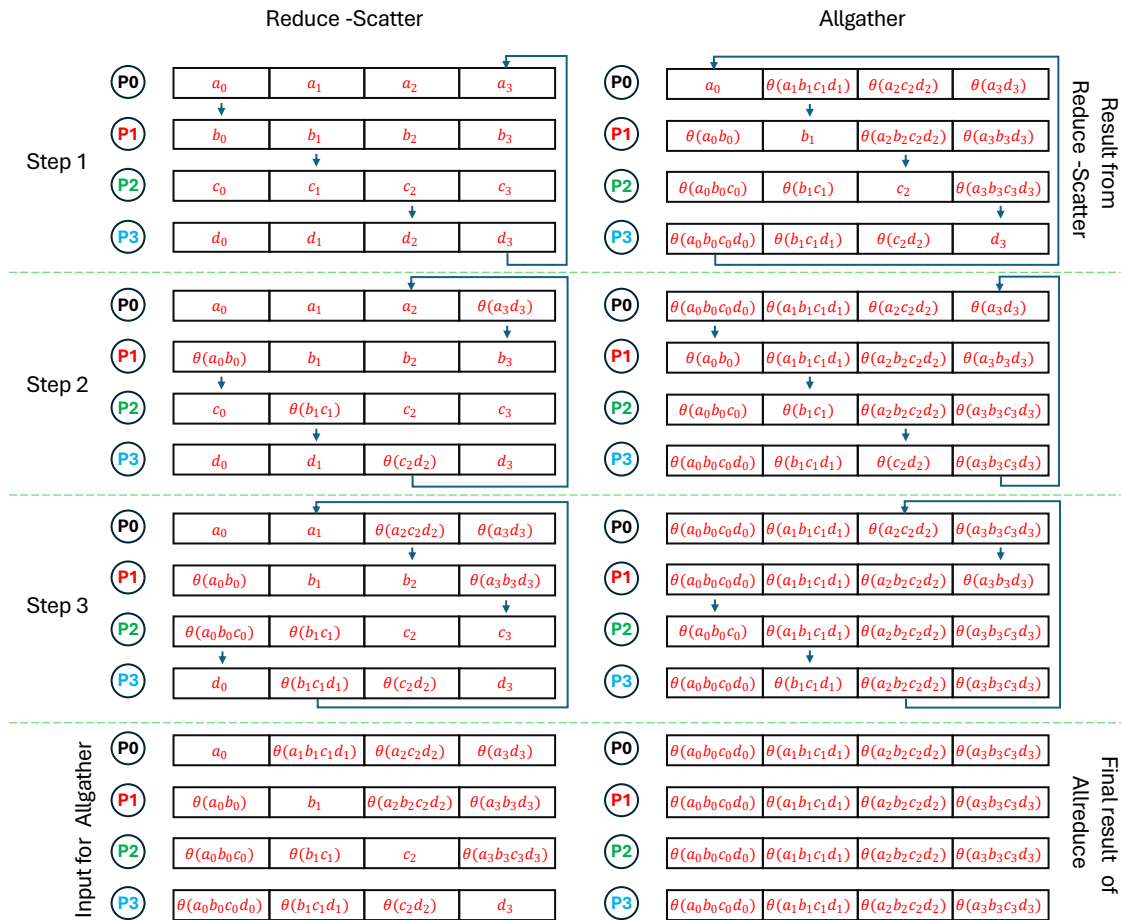 Reduce -Scatter
Allgather
Step 1
P0 a₀ a₁ a₂ a₃
P1 b₀ b₁ b₂ b₃
P2 c₀ c₁ c₂ c₃
P3 d₀ d₁ d₂ d₃
P0 a₀ θ(a₁b₁c₁d₁) θ(a₂c₂d₂) θ(a₃d₃)
P1 θ(a₀b₀) b₁ θ(a₂b₂c₂d₂) θ(a₃b₃d₃)
P2 θ(a₀b₀c₀) θ(b₁c₁) c₂ θ(a₃b₃c₃d₃)
P3 θ(a₀b₀c₀d₀) θ(b₁c₁d₁) θ(c₂d₂) d₃
Result from
Reduce -Scatter
Step 2
P0 a₀ a₁ a₂ θ(a₃d₃)
P1 θ(a₀b₀) b₁ b₂ b₃
P2 c₀ θ(b₁c₁) c₂ c₃
P3 d₀ d₁ θ(c₂d₂) d₃
P0 θ(a₀b₀c₀d₀) θ(a₁b₁c₁d₁) θ(a₂c₂d₂) θ(a₃d₃)
P1 θ(a₀b₀) θ(a₁b₁c₁d₁) θ(a₂b₂c₂d₂) θ(a₃b₃d₃)
P2 θ(a₀b₀c₀) θ(b₁c₁) θ(a₂b₂c₂d₂) θ(a₃b₃c₃d₃)
P3 θ(a₀b₀c₀d₀) θ(b₁c₁d₁) θ(c₂d₂) θ(a₃b₃c₃d₃)
Step 3
P0 a₀ a₁ θ(a₂c₂d₂) θ(a₃d₃)
P1 θ(a₀b₀) b₁ b₂ θ(a₃b₃d₃)
P2 θ(a₀b₀c₀) θ(b₁c₁) c₂ c₃
P3 d₀ θ(b₁c₁d₁) θ(c₂d₂) d₃
P0 θ(a₀b₀c₀d₀) θ(a₁b₁c₁d₁) θ(a₂c₂d₂) θ(a₃b₃c₃d₃)
P1 θ(a₀b₀c₀d₀) θ(a₁b₁c₁d₁) θ(a₂b₂c₂d₂) θ(a₃b₃d₃)
P2 θ(a₀b₀c₀) θ(a₁b₁c₁d₁) θ(a₂b₂c₂d₂) θ(a₃b₃c₃d₃)
P3 θ(a₀b₀c₀d₀) θ(b₁c₁d₁) θ(a₂b₂c₂d₂) θ(a₃b₃c₃d₃)
Input for Allgather
P0 a₀ θ(a₁b₁c₁d₁) θ(a₂c₂d₂) θ(a₃d₃)
P1 θ(a₀b₀) b₁ θ(a₂b₂c₂d₂) θ(a₃b₃d₃)
P2 θ(a₀b₀c₀) θ(b₁c₁) c₂ θ(a₃b₃c₃d₃)
P3 θ(a₀b₀c₀d₀) θ(b₁c₁d₁) θ(c₂d₂) d₃
P0 θ(a₀b₀c₀d₀) θ(a₁b₁c₁d₁) θ(a₂b₂c₂d₂) θ(a₃b₃c₃d₃)
P1 θ(a₀b₀c₀d₀) θ(a₁b₁c₁d₁) θ(a₂b₂c₂d₂) θ(a₃b₃c₃d₃)
P2 θ(a₀b₀c₀d₀) θ(a₁b₁c₁d₁) θ(a₂b₂c₂d₂) θ(a₃b₃c₃d₃)
P3 θ(a₀b₀c₀d₀) θ(a₁b₁c₁d₁) θ(a₂b₂c₂d₂) θ(a₃b₃c₃d₃)
Final result of
Allreduce